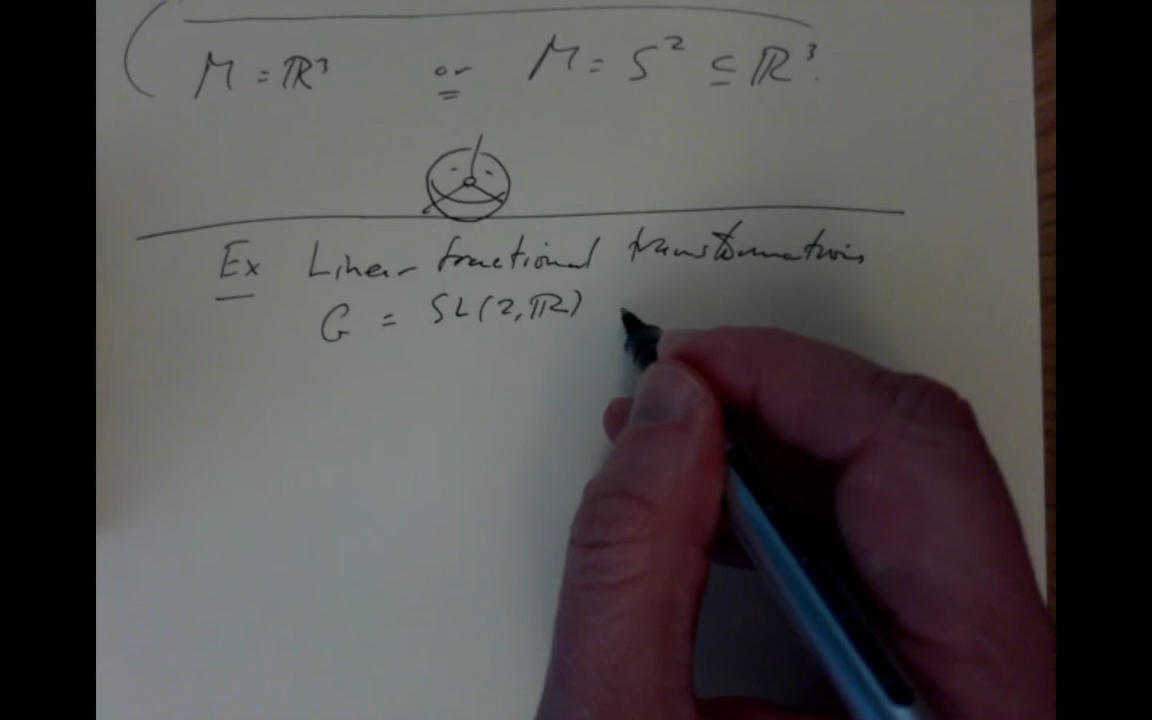 M = ℝ³ or M = S² ⊆ ℝ³.
Ex Linear fractional transformations
G = SL(2,ℝ)